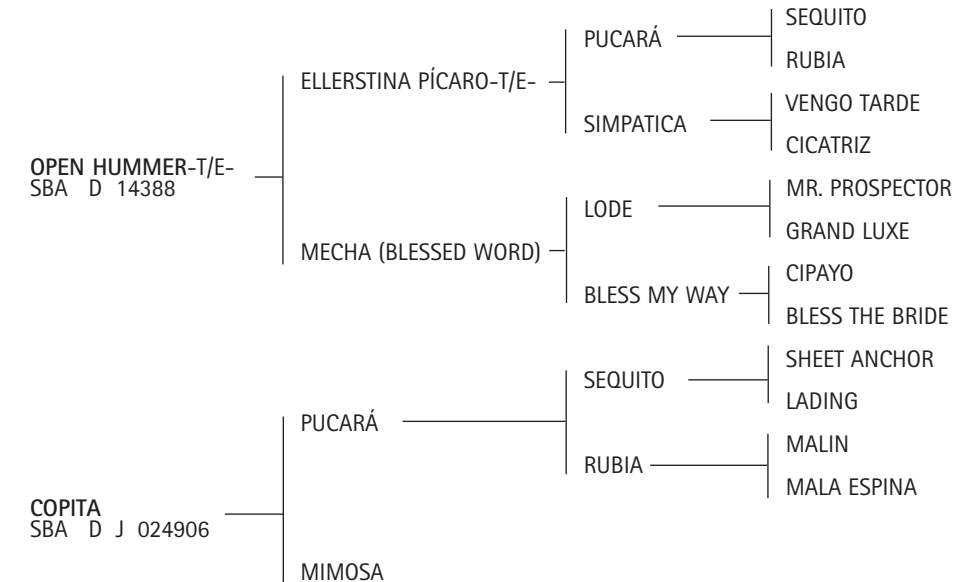 SEQUITO
PUCARÁ
RUBIA
ELLERSTINA PÍCARO-T/E-
VENGO TARDE
SIMPATICA
CICATRIZ
OPEN HUMMER-T/E-
SBA D 14388
MR. PROSPECTOR
LODE
GRAND LUXE
MECHA (BLESSED WORD)
CIPAYO
BLESS MY WAY
BLESS THE BRIDE
SHEET ANCHOR
SEQUITO
LADING
PUCARÁ
MALIN
RUBIA
MALA ESPINA
COPITA
SBA D J 024906
MIMOSA